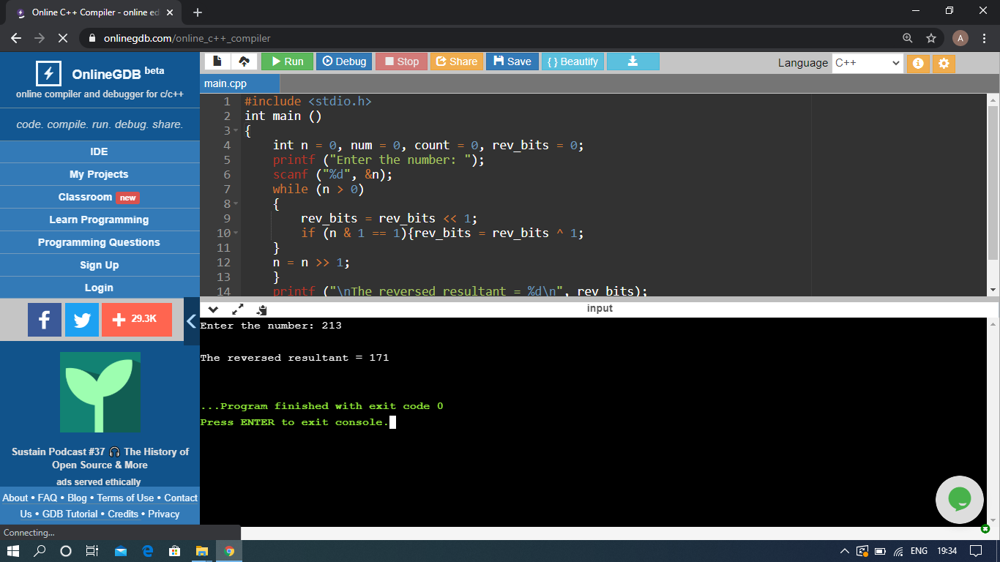 Online C++ Compiler - online ed
onlinegdb.com/online_c++_compiler
A
OnlineGDB beta
online compiler and debugger for c/c++
code. compile. run. debug. share.
IDE
My Projects
Classroom new
Learn Programming
Programming Questions
Sign Up
Login
f
29.3K
Sustain Podcast #37 🎧 The History of
Open Source & More
ads served ethically
About • FAQ • Blog • Terms of Use • Contact
Us • GDB Tutorial • Credits • Privacy
Connecting...
Run Debug Stop Share Save { } Beautify
Language C++
main.cpp
1 #include <stdio.h>
2 int main ()
3 {
4 int n = 0, num = 0, count = 0, rev_bits = 0;
5 printf ("Enter the number: ");
6 scanf ("%d", &n);
7 while (n > 0)
8 {
9 rev_bits = rev_bits << 1;
10 if (n & 1 == 1){rev_bits = rev_bits ^ 1;
11 }
12 n = n >> 1;
13 }
14 printf ("\nThe reversed resultant = %d\n", rev_bits);
input
Enter the number: 213
The reversed resultant = 171
...Program finished with exit code 0
Press ENTER to exit console.
ENG 19:34